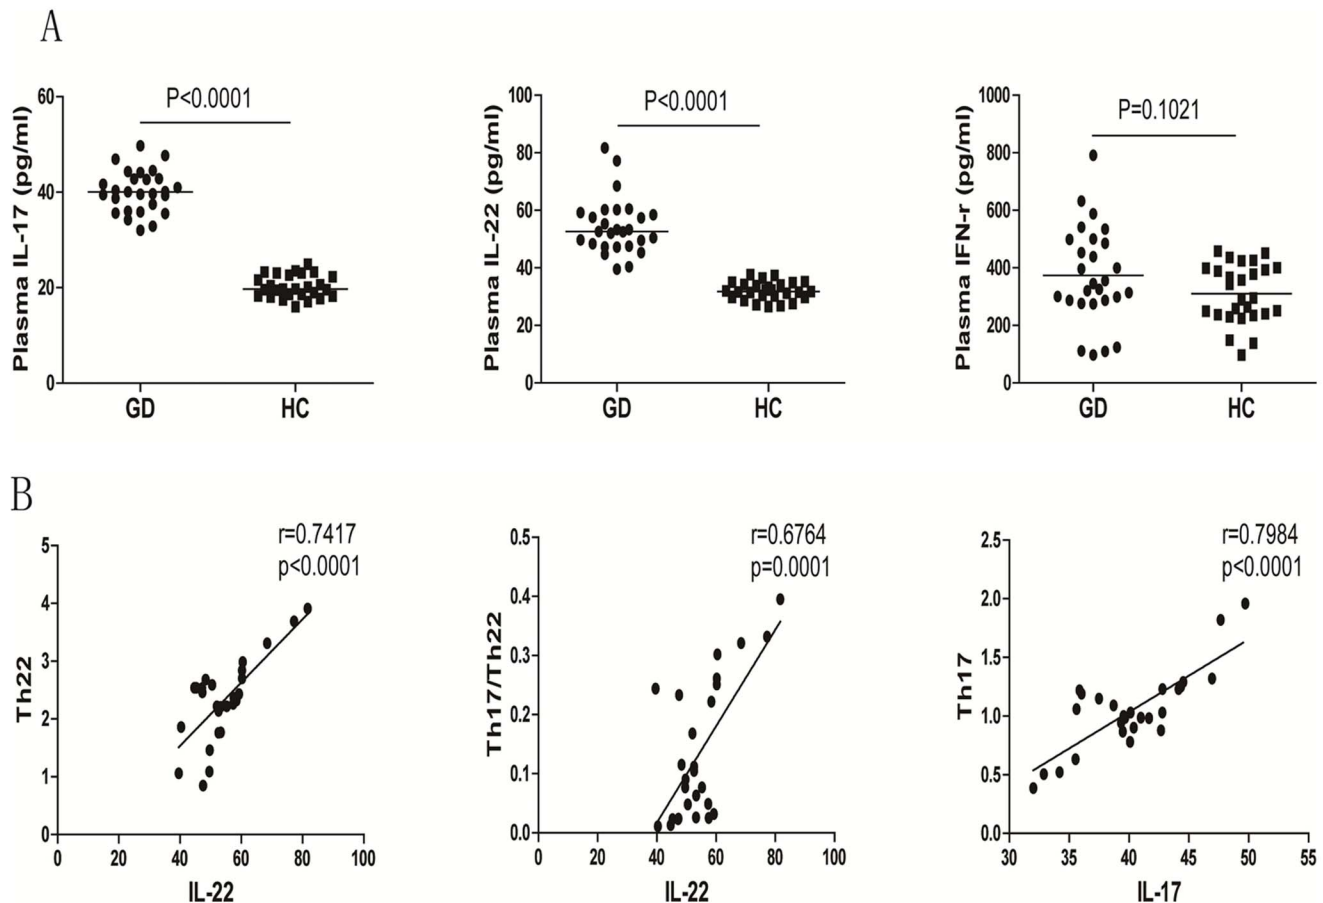 A
P<0.0001
Plasma IL-17 (pg/ml)
60
40
20
0
GD HC
P<0.0001
Plasma IL-22 (pg/ml)
100
80
60
40
20
0
GD HC
P=0.1021
Plasma IFN-r (pg/ml)
1000
800
600
400
200
0
GD HC
B
r=0.7417
p<0.0001
Th22
5
4
3
2
1
0
0 20 40 60 80 100
IL-22
r=0.6764
p=0.0001
Th17/Th22
0.5
0.4
0.3
0.2
0.1
0.0
0 20 40 60 80 100
IL-22
r=0.7984
p<0.0001
Th17
2.5
2.0
1.5
1.0
0.5
0.0
30 35 40 45 50 55
IL-17